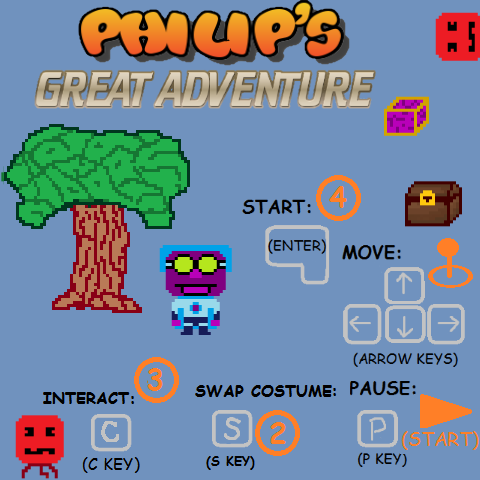 PHILIP'S
GREAT ADVENTURE
START: 4
(ENTER)
MOVE:
↑
← ↓ →
(ARROW KEYS)
INTERACT: 3
C
(C KEY)
SWAP COSTUME:
S 2
(S KEY)
PAUSE:
P
(START)
(P KEY)